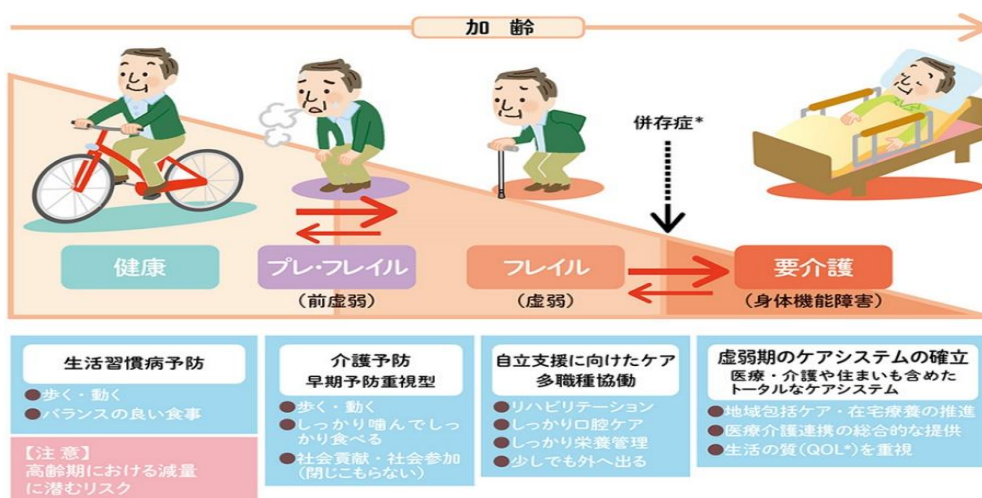 加齢
併存症*
健康
プレ・フレイル
(前虚弱)
フレイル
(虚弱)
要介護
(身体機能障害)
生活習慣病予防
●歩く・動く
●バランスの良い食事
【注意】
高齢期における減量
に潜むリスク
介護予防
早期予防重視型
●歩く・動く
●しっかり噛んでしっ
かり食べる
●社会貢献・社会参加
(閉じこもらない)
自立支援に向けたケア
多職種協働
●リハビリテーション
●しっかり口腔ケア
●しっかり栄養管理
●少しでも外へ出る
虚弱期のケアシステムの確立
医療・介護や住まいも含めた
トータルなケアシステム
●地域包括ケア・在宅療養の推進
●医療介護連携の総合的な提供
●生活の質(QOL*)を重視